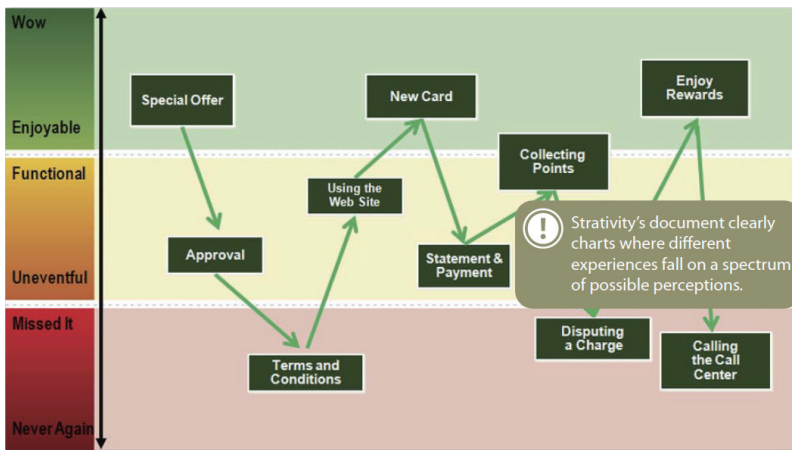 Wow
Enjoyable
Functional
Uneventful
Missed It
Never Again
Special Offer
Approval
Terms and
Conditions
Using the
Web Site
New Card
Statement &
Payment
Collecting
Points
Disputing
a Charge
Enjoy
Rewards
Calling
the Call
Center
!
Strativity’s document clearly
charts where different
experiences fall on a spectrum
of possible perceptions.